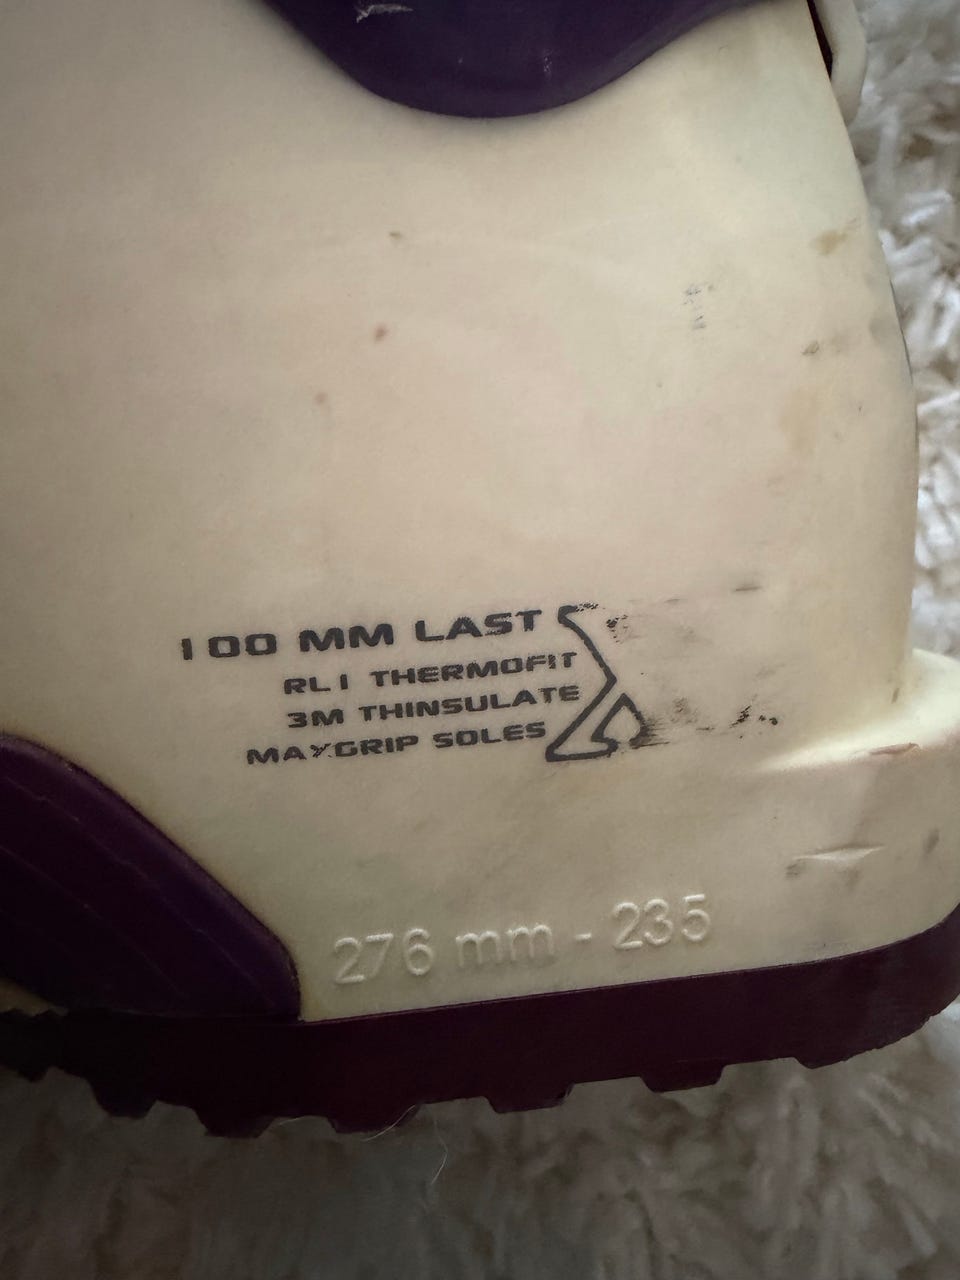 100 MM LAST
RL1 THERMOFIT
3M THINSULATE
MAXGRIP SOLES
276 mm - 235